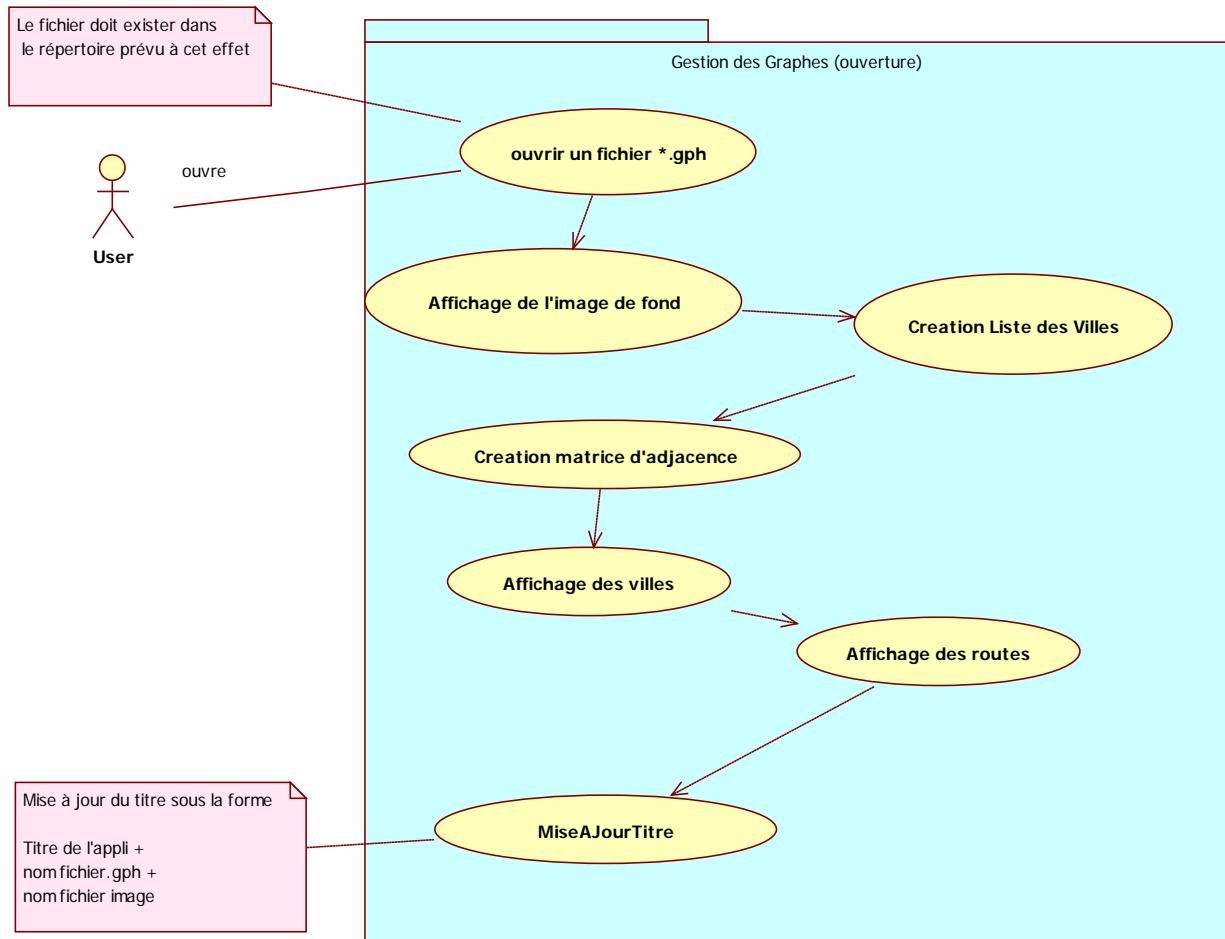 Le fichier doit exister dans
le répertoire prévu à cet effet
Gestion des Graphes (ouverture)
ouvrir un fichier *.gph
ouvre
User
Affichage de l'image de fond
Creation Liste des Villes
Creation matrice d'adjacence
Affichage des villes
Affichage des routes
Mise à jour du titre sous la forme
Titre de l'appli +
nom fichier.gph +
nom fichier image
MiseAJourTitre